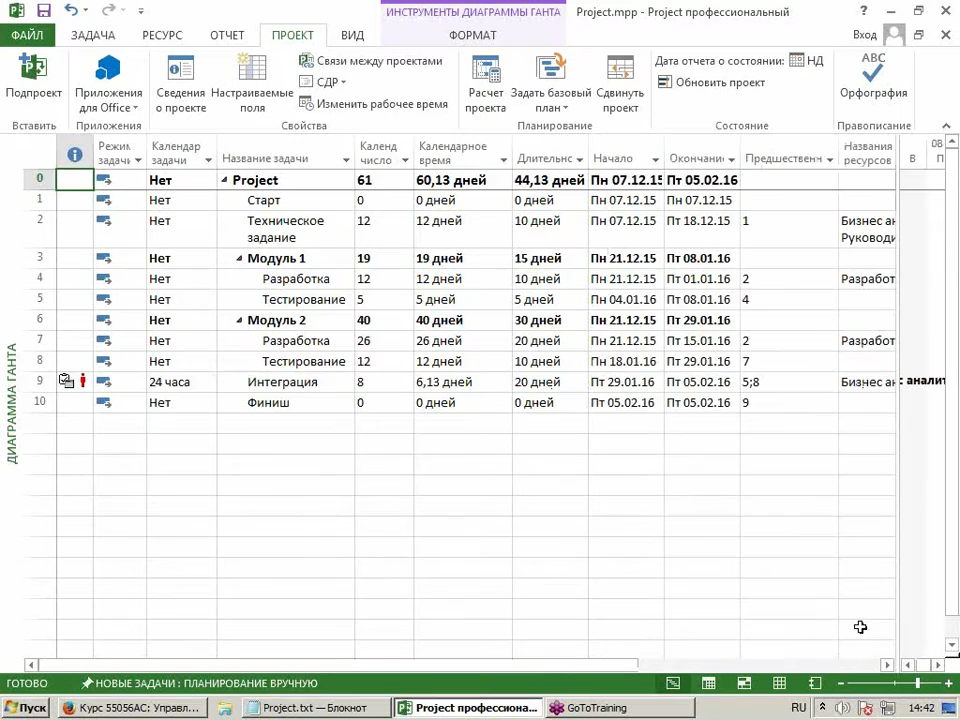 ИНСТРУМЕНТЫ ДИАГРАММЫ ГАНТА
Project.mpp - Project профессиональный
ФАЙЛ ЗАДАЧА РЕСУРС ОТЧЕТ ПРОЕКТ ВИД ФОРМАТ Вход
Подпроект
Приложения для Office
Сведения о проекте
Настраиваемые поля
Связи между проектами
СДР
Изменить рабочее время
Расчет проекта
Задать базовый план
Сдвинуть проект
Дата отчета о состоянии: НД
Обновить проект
ABC
Орфография
Вставить Приложения Свойства Планирование Состояние Правописание
Режим задачи Календарь задачи Название задачи Календ число Календарное время Длительн Начало Окончание Предшественн Названия ресурсов В П
0 Нет Project 61 60,13 дней 44,13 дней Пн 07.12.15 Пт 05.02.16
1 Нет Старт 0 0 дней 0 дней Пн 07.12.15 Пн 07.12.15
2 Нет Техническое задание 12 12 дней 10 дней Пн 07.12.15 Пт 18.12.15 1 Бизнес ан Руководи
3 Нет Модуль 1 19 19 дней 15 дней Пн 21.12.15 Пт 08.01.16
4 Нет Разработка 12 12 дней 10 дней Пн 21.12.15 Пт 01.01.16 2 Разработ
5 Нет Тестирование 5 5 дней 5 дней Пн 04.01.16 Пт 08.01.16 4
6 Нет Модуль 2 40 40 дней 30 дней Пн 21.12.15 Пт 29.01.16
7 Нет Разработка 26 26 дней 20 дней Пн 21.12.15 Пт 15.01.16 2 Разработ
8 Нет Тестирование 12 12 дней 10 дней Пн 18.01.16 Пт 29.01.16 7
9 24 часа Интеграция 8 6,13 дней 20 дней Пт 29.01.16 Пт 05.02.16 5;8 Бизнес ан с аналит
10 Нет Финиш 0 0 дней 0 дней Пт 05.02.16 Пт 05.02.16 9
ДИАГРАММА ГАНТА
ГОТОВО НОВЫЕ ЗАДАЧИ : ПЛАНИРОВАНИЕ ВРУЧНУЮ
Пуск Курс 55056AC: Управл... Project.txt — Блокнот Project профессиона... GoToTraining RU 14:42